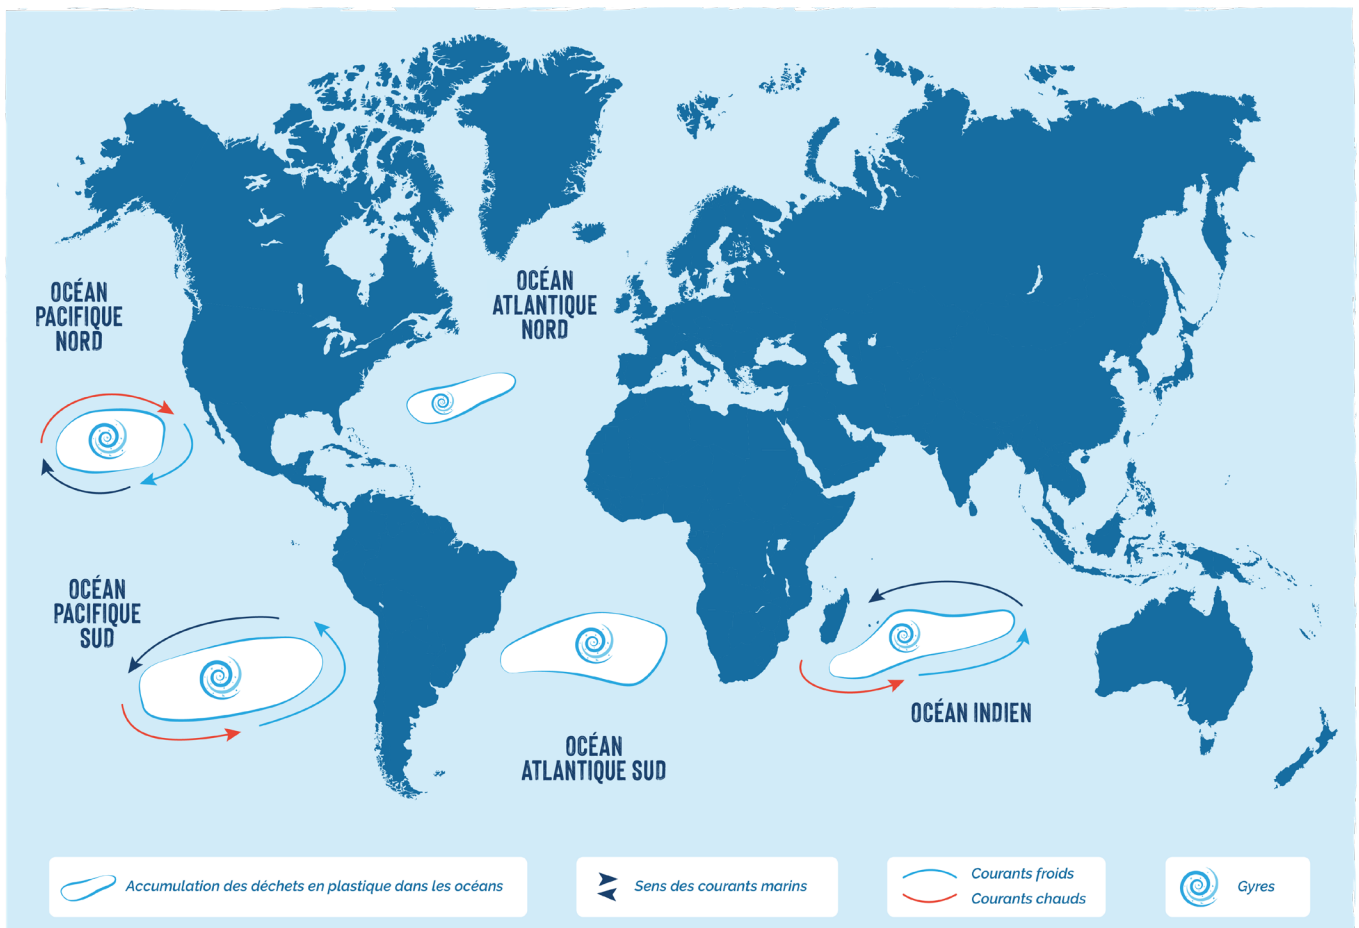 OCÉAN
PACIFIQUE
NORD
OCÉAN
ATLANTIQUE
NORD
OCÉAN
PACIFIQUE
SUD
OCÉAN
ATLANTIQUE SUD
OCÉAN INDIEN
Accumulation des déchets en plastique dans les océans
Sens des courants marins
Courants froids
Courants chauds
Gyres